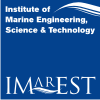 Institute of
Marine Engineering,
Science & Technology
IMarEST